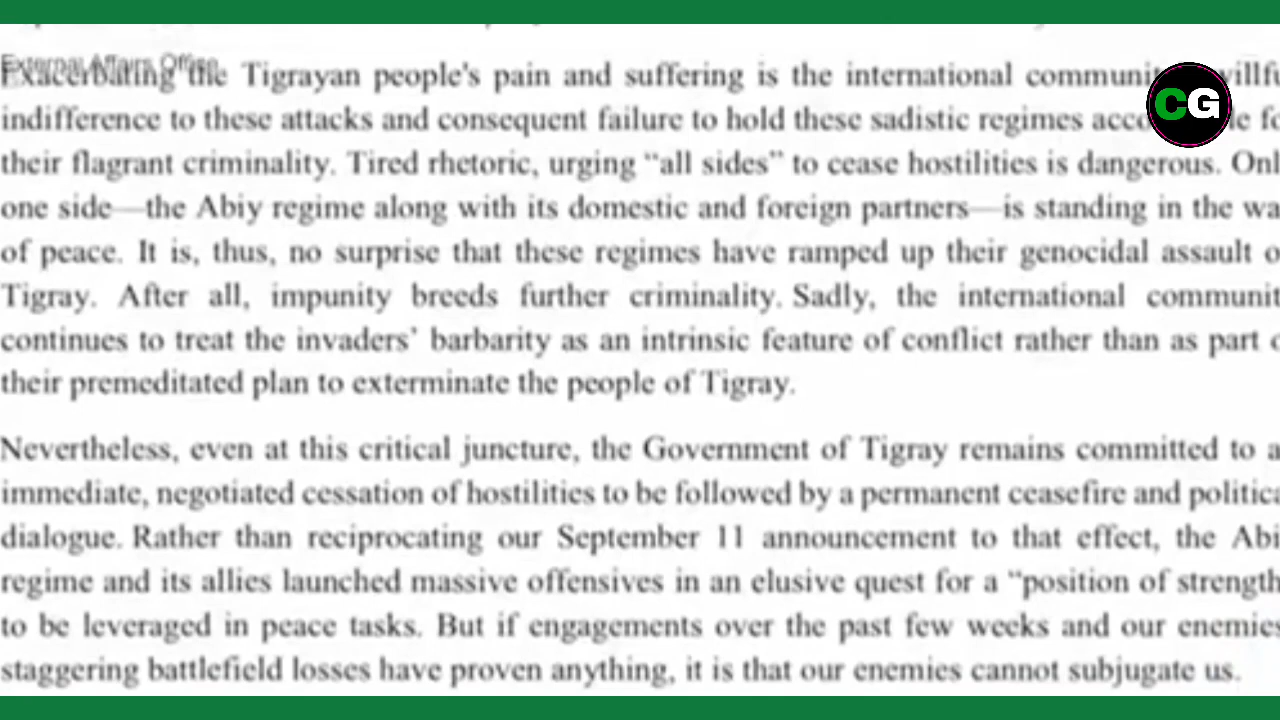 External Affairs Office
Exacerbating the Tigrayan people's pain and suffering is the international
indifference to these attacks and consequent failure to hold these sadistic regimes
their flagrant criminality. Tired rhetoric, urging “all sides” to cease hostilities is dangerous.
one side—the Abiy regime along with its domestic and foreign partners—is standing in the
of peace. It is, thus, no surprise that these regimes have ramped up their genocidal assault
Tigray. After all, impunity breeds further criminality. Sadly, the international
continues to treat the invaders’ barbarity as an intrinsic feature of conflict rather than as part
their premeditated plan to exterminate the people of Tigray.
Nevertheless, even at this critical juncture, the Government of Tigray remains committed to
immediate, negotiated cessation of hostilities to be followed by a permanent ceasefire and
dialogue. Rather than reciprocating our September 11 announcement to that effect, the
regime and its allies launched massive offensives in an elusive quest for a “position of strength
to be leveraged in peace tasks. But if engagements over the past few weeks and our
staggering battlefield losses have proven anything, it is that our enemies cannot subjugate us.
CG